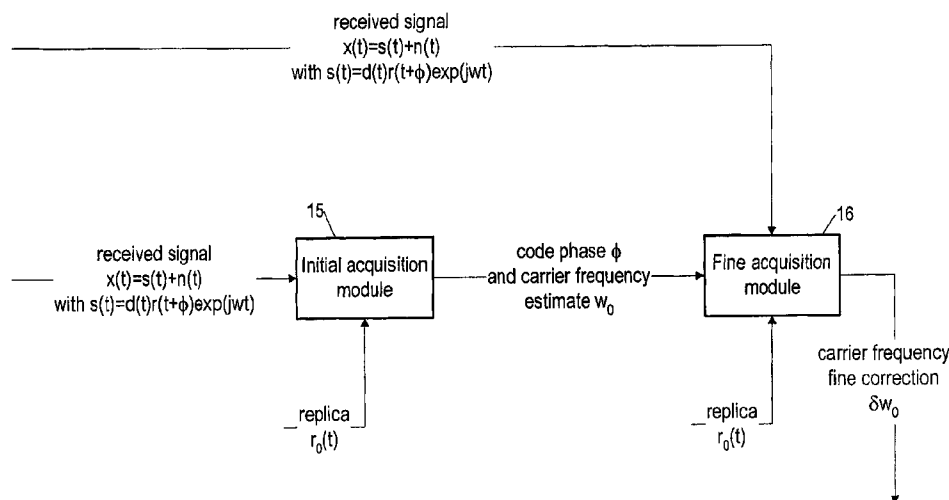 received signal
x(t)=s(t)+n(t)
with s(t)=d(t)r(t+ϕ)exp(jwt)
15
16
received signal
x(t)=s(t)+n(t)
with s(t)=d(t)r(t+ϕ)exp(jwt)
Initial acquisition
module
code phase ϕ
and carrier frequency
estimate w₀
Fine acquisition
module
replica
r₀(t)
replica
r₀(t)
carrier frequency
fine correction
δw₀